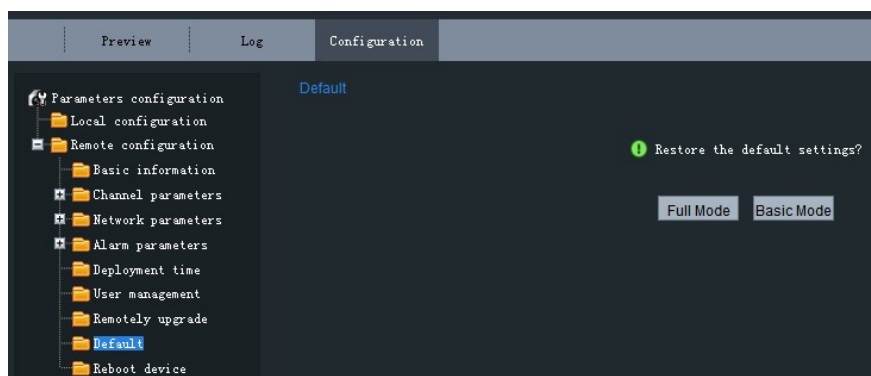 Preview
Log
Configuration
Parameters configuration
Local configuration
Remote configuration
Basic information
Channel parameters
Network parameters
Alarm parameters
Deployment time
User management
Remotely upgrade
Default
Reboot device
Default
Restore the default settings?
Full Mode
Basic Mode